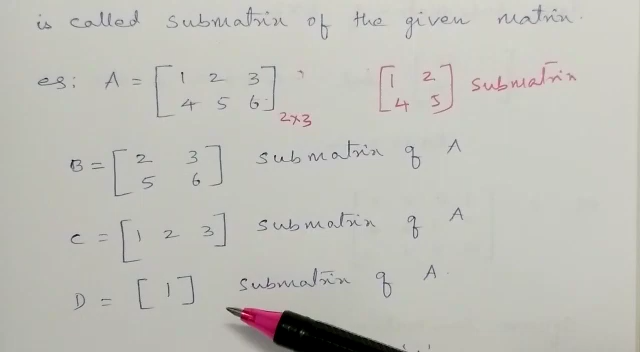 is called submatrix of the given matrix.
eg: A = [1 2 3 [1 2 submatrix
4 5 6]2x3 4 5]
B = [2 3 submatrix of A
5 6]
C = [1 2 3] submatrix of A
D = [1] submatrix of A.